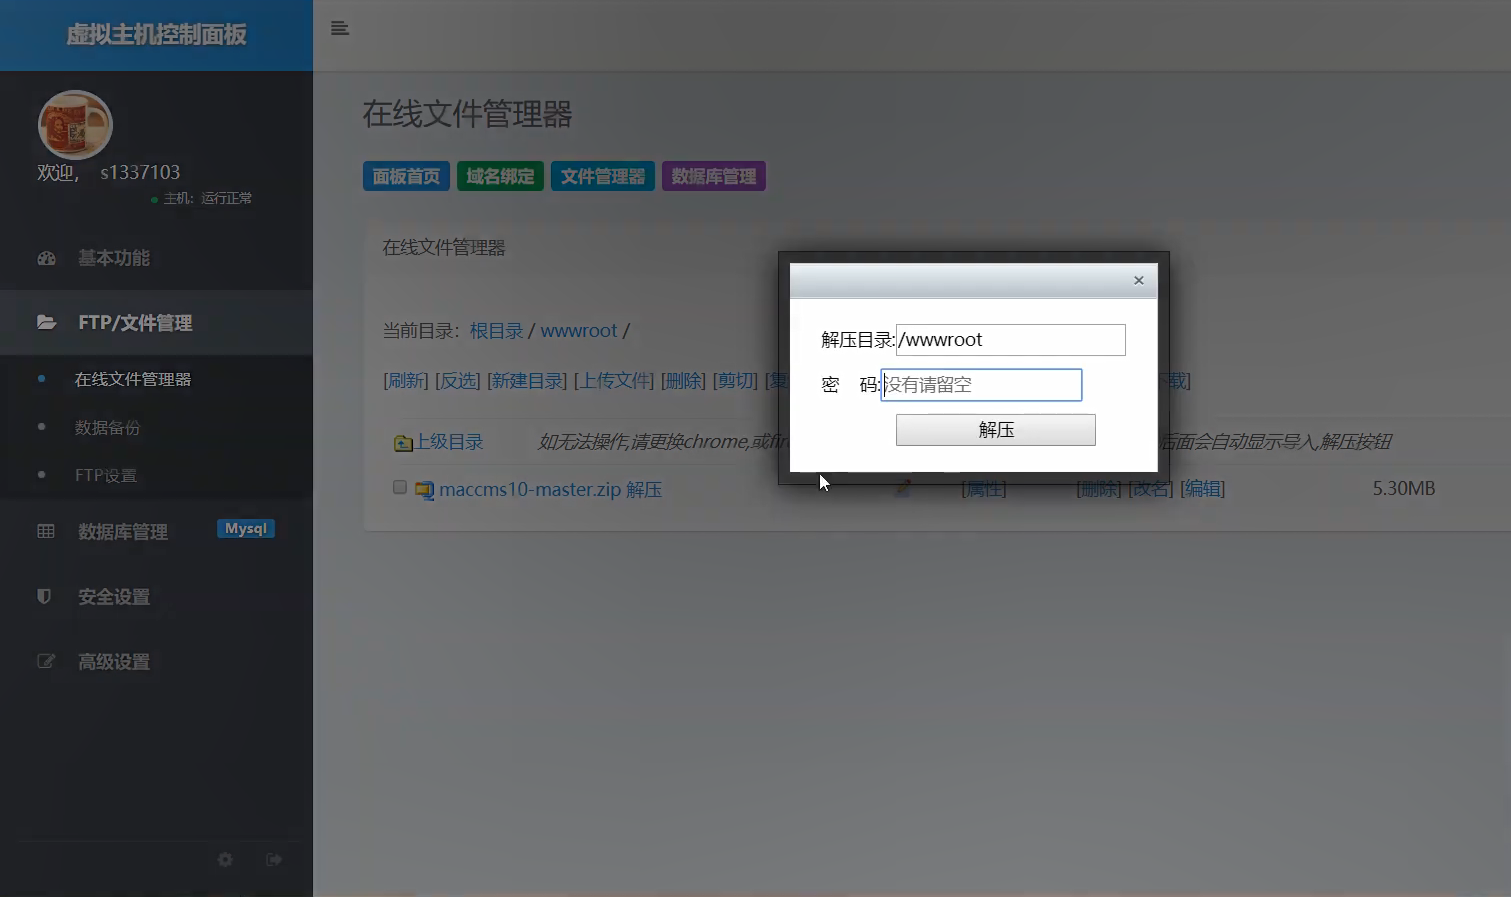 虚拟主机控制面板
欢迎， s1337103
主机：运行正常
基本功能
FTP/文件管理
在线文件管理器
数据备份
FTP设置
数据库管理 Mysql
安全设置
高级设置
在线文件管理器
面板首页 域名绑定 文件管理器 数据库管理
在线文件管理器
当前目录：根目录 / wwwroot /
[刷新] [反选] [新建目录] [上传文件] [删除] [剪切]
上级目录 如无法操作,请更换chrome,或fir 后面会自动显示导入,解压按钮
maccms10-master.zip 解压 [属性] [删除] [改名] [编辑] 5.30MB
×
解压目录:/wwwroot
密 码:没有请留空
解压